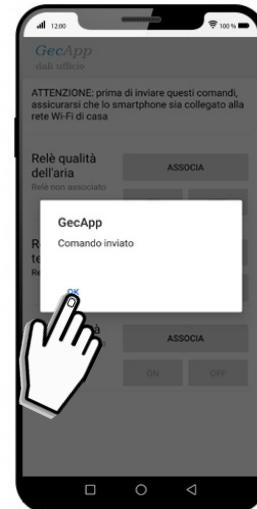 12:00
100 %
GecApp
dali ufficio
ATTENZIONE: prima di inviare questi comandi,
assicurarsi che lo smartphone sia collegato alla
rete Wi-Fi di casa
Relè qualità
dell'aria
Relè non associato
ASSOCIA
GecApp
Comando inviato
OK
ASSOCIA
ON
OFF